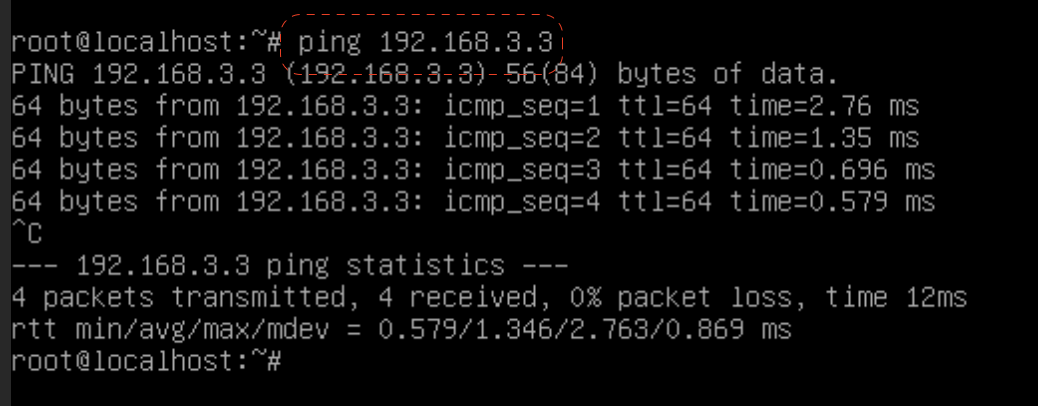 root@localhost:~# ping 192.168.3.3
PING 192.168.3.3 (192.168.3.3) 56(84) bytes of data.
64 bytes from 192.168.3.3: icmp_seq=1 ttl=64 time=2.76 ms
64 bytes from 192.168.3.3: icmp_seq=2 ttl=64 time=1.35 ms
64 bytes from 192.168.3.3: icmp_seq=3 ttl=64 time=0.696 ms
64 bytes from 192.168.3.3: icmp_seq=4 ttl=64 time=0.579 ms
^C
--- 192.168.3.3 ping statistics ---
4 packets transmitted, 4 received, 0% packet loss, time 12ms
rtt min/avg/max/mdev = 0.579/1.346/2.763/0.869 ms
root@localhost:~#